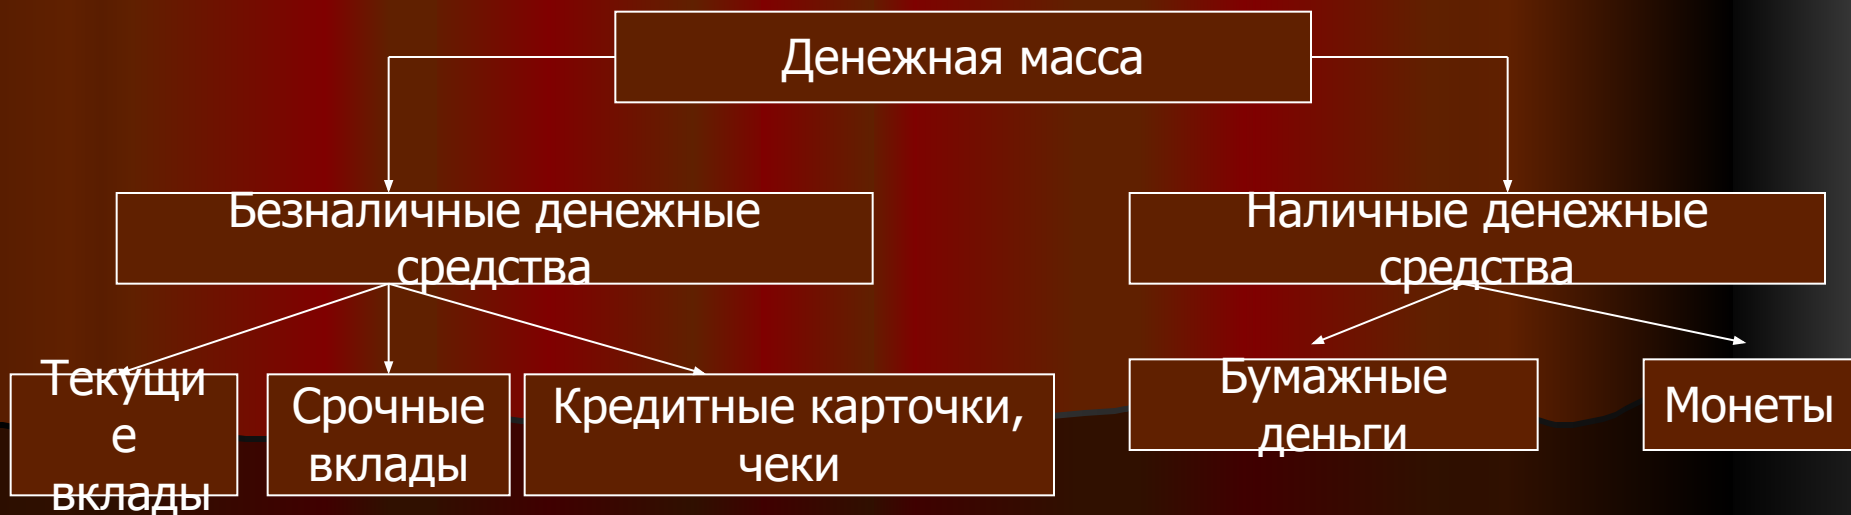 Денежная масса
Безналичные денежные
средства
Наличные денежные
средства
Текущи
е
вклады
Срочные
вклады
Кредитные карточки,
чеки
Бумажные
деньги
Монеты